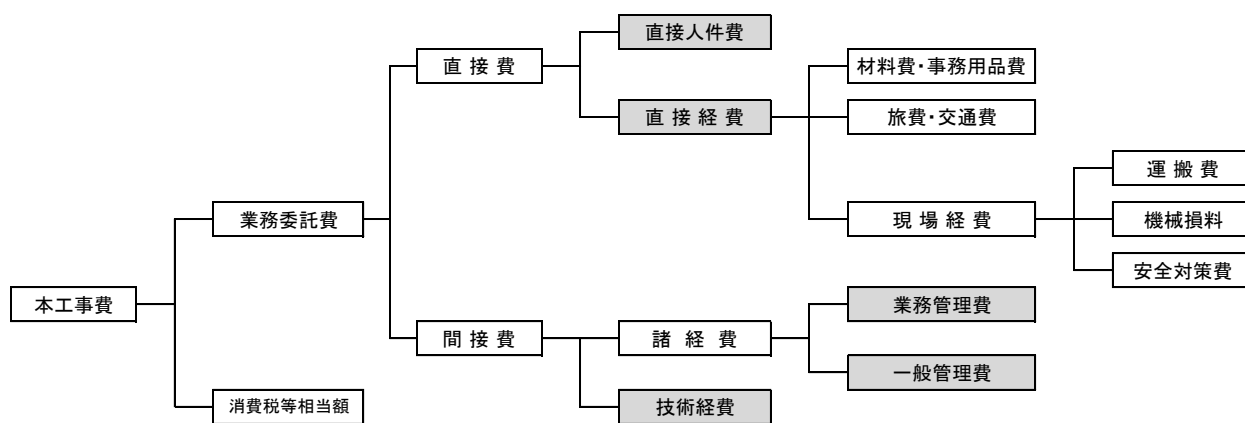 直接人件費
直 接 費
材料費・事務用品費
直 接 経 費
旅費・交通費
運 搬 費
業務委託費
現 場 経 費
機械損料
安全対策費
本工事費
業務管理費
間 接 費
諸 経 費
一般管理費
消費税等相当額
技術経費